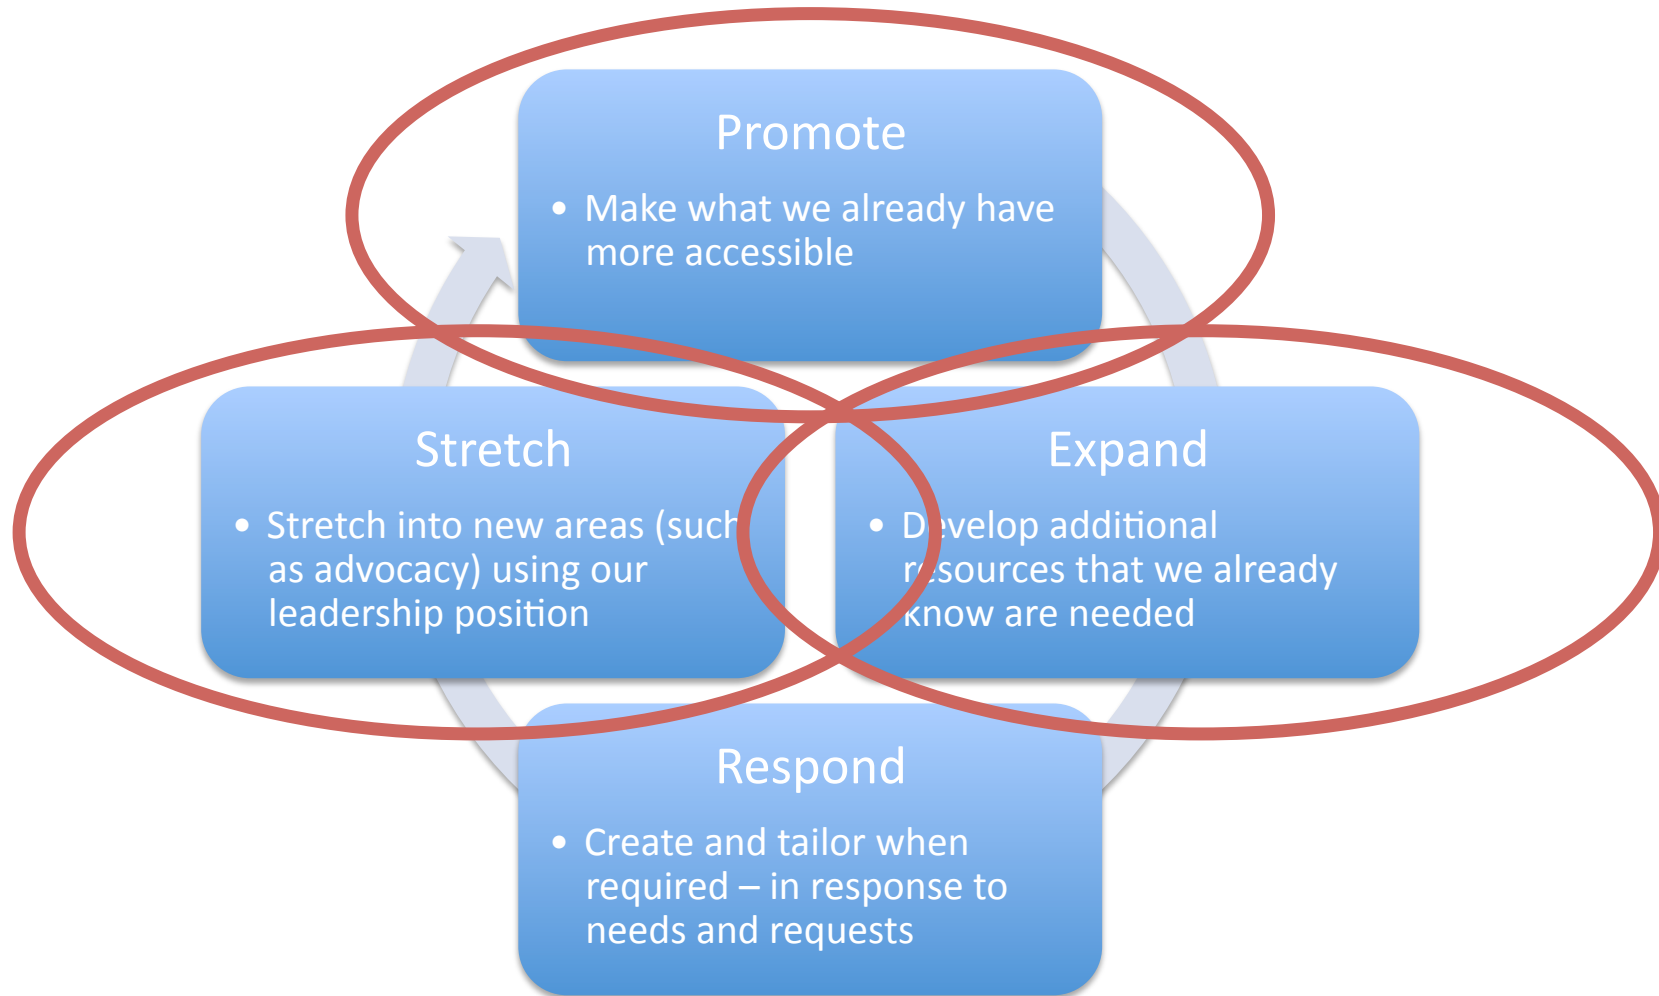 Promote
• Make what we already have
more accessible
Stretch
• Stretch into new areas (such
as advocacy) using our
leadership position
Expand
• Develop additional
resources that we already
know are needed
Respond
• Create and tailor when
required – in response to
needs and requests